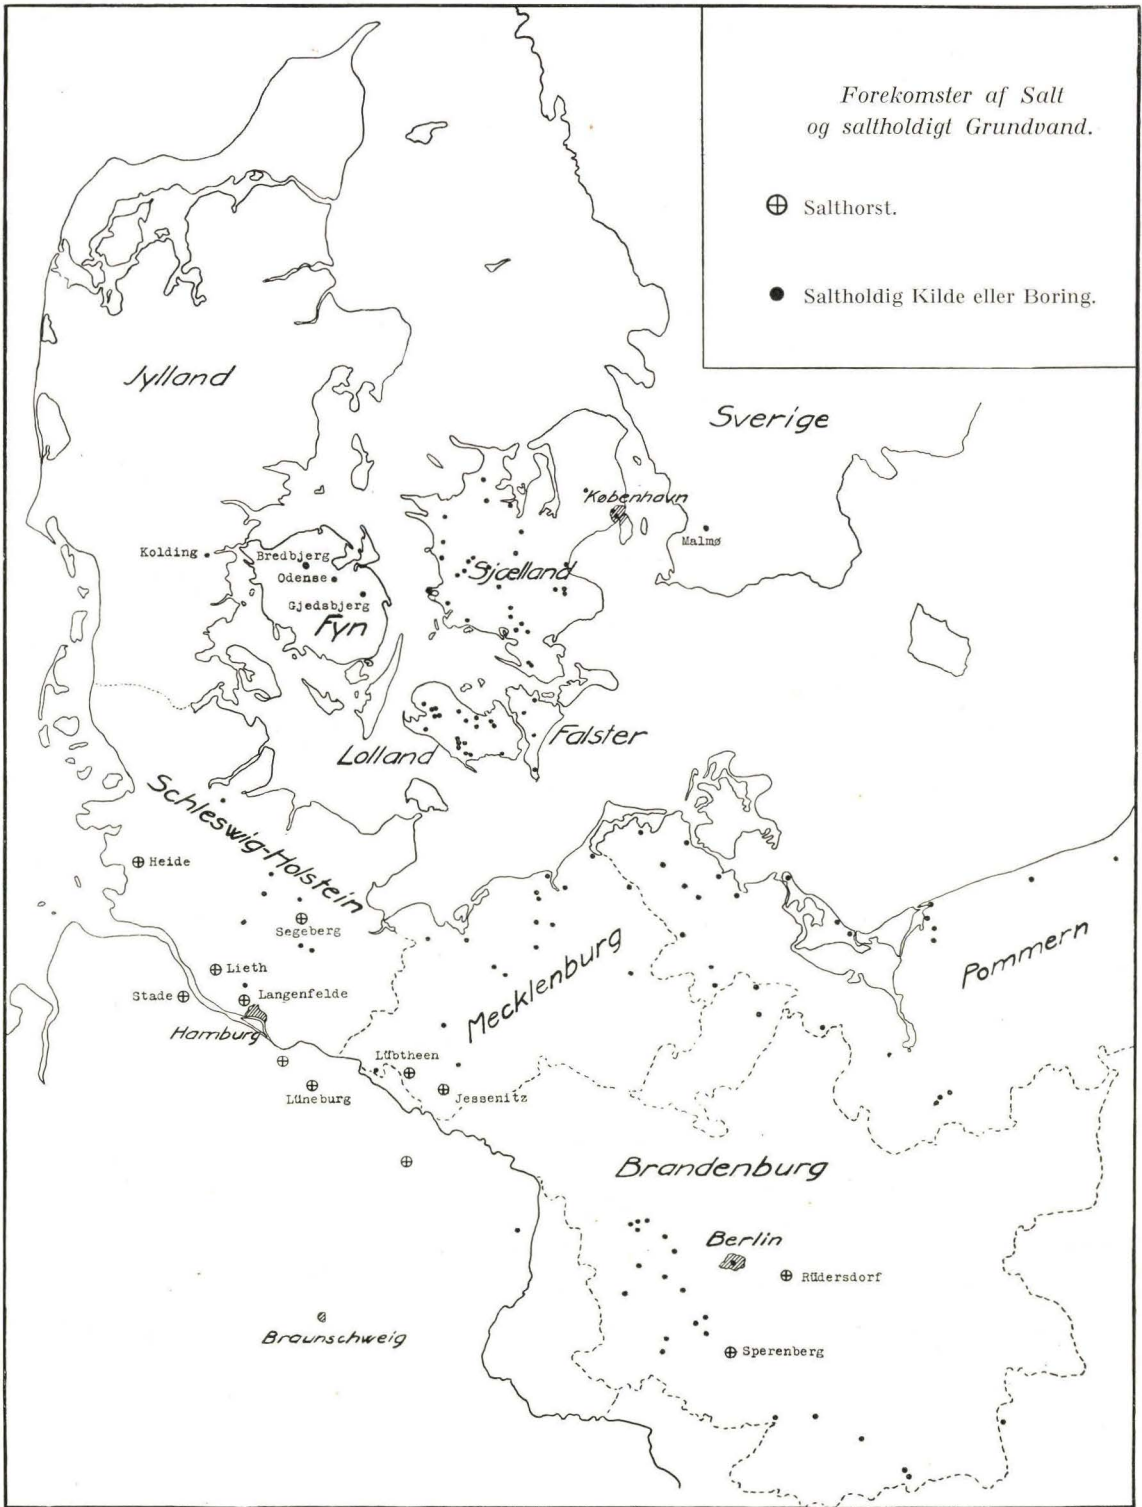 Forekomster af Salt
og saltholdigt Grundvand.
Salthorst.
Saltholdig Kilde eller Boring.
Jylland
Sverige
København
Malmø
Kolding
Bredbjerg
Odense
Sjælland
Gjedsbjerg
Fyn
Falster
Lolland
Schleswig-Holstein
Heide
Segeberg
Lieth
Stade
Langenfelde
Hamburg
Mecklenburg
Pommern
Lübtheen
Lüneburg
Jessenitz
Brandenburg
Berlin
Rüdersdorf
Braunschweig
Sperenberg